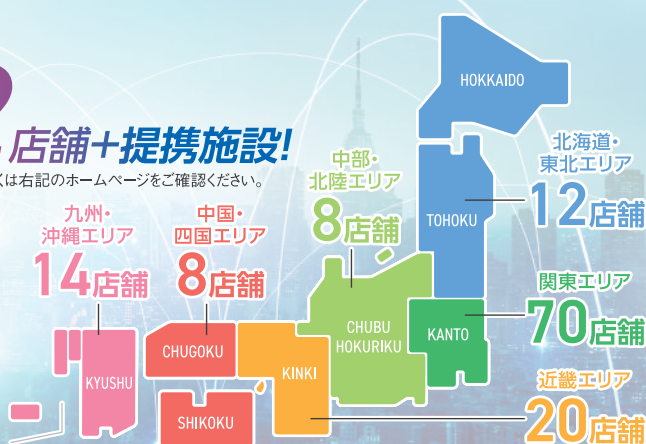 店舗+提携施設!
くは右記のホームページをご確認ください。
HOKKAIDO
北海道・
東北エリア
12店舗
TOHOKU
中部・
北陸エリア
8店舗
九州・
沖縄エリア
14店舗
中国・
四国エリア
8店舗
関東エリア
70店舗
CHUBU
HOKURIKU
KANTO
CHUGOKU
KINKI
KYUSHU
近畿エリア
20店舗
SHIKOKU